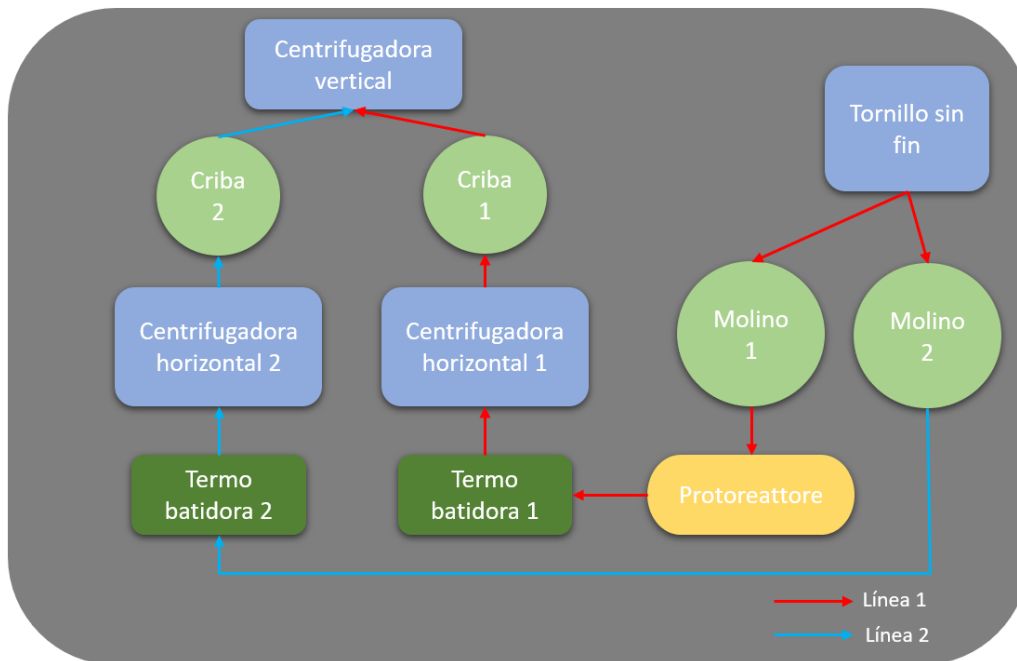 Centrifugadora
vertical
Tornillo sin
fin
Criba
2
Criba
1
Molino
1
Molino
2
Centrifugadora
horizontal 2
Centrifugadora
horizontal 1
Termo
batidora 2
Termo
batidora 1
Protoreattore
Línea 1
Línea 2